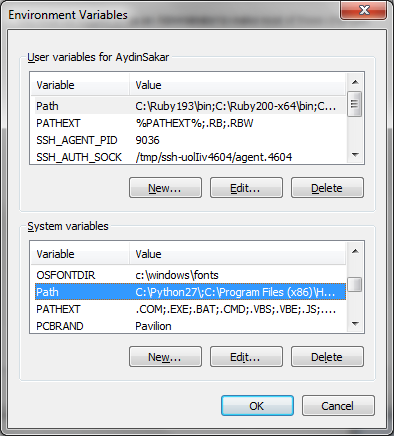 Environment Variables
User variables for AydinSakar
Variable Value
Path C:\Ruby193\bin;C:\Ruby200-x64\bin;C...
PATHEXT %PATHEXT%;.RB;.RBW
SSH_AGENT_PID 9036
SSH_AUTH_SOCK /tmp/ssh-uolIiv4604/agent.4604
New... Edit... Delete
System variables
Variable Value
OSFONTDIR c:\windows\fonts
Path C:\Python27\;C:\Program Files (x86)\H...
PATHEXT .COM;.EXE;.BAT;.CMD;.VBS;.VBE;.JS;....
PCBRAND Pavilion
New... Edit... Delete
OK Cancel